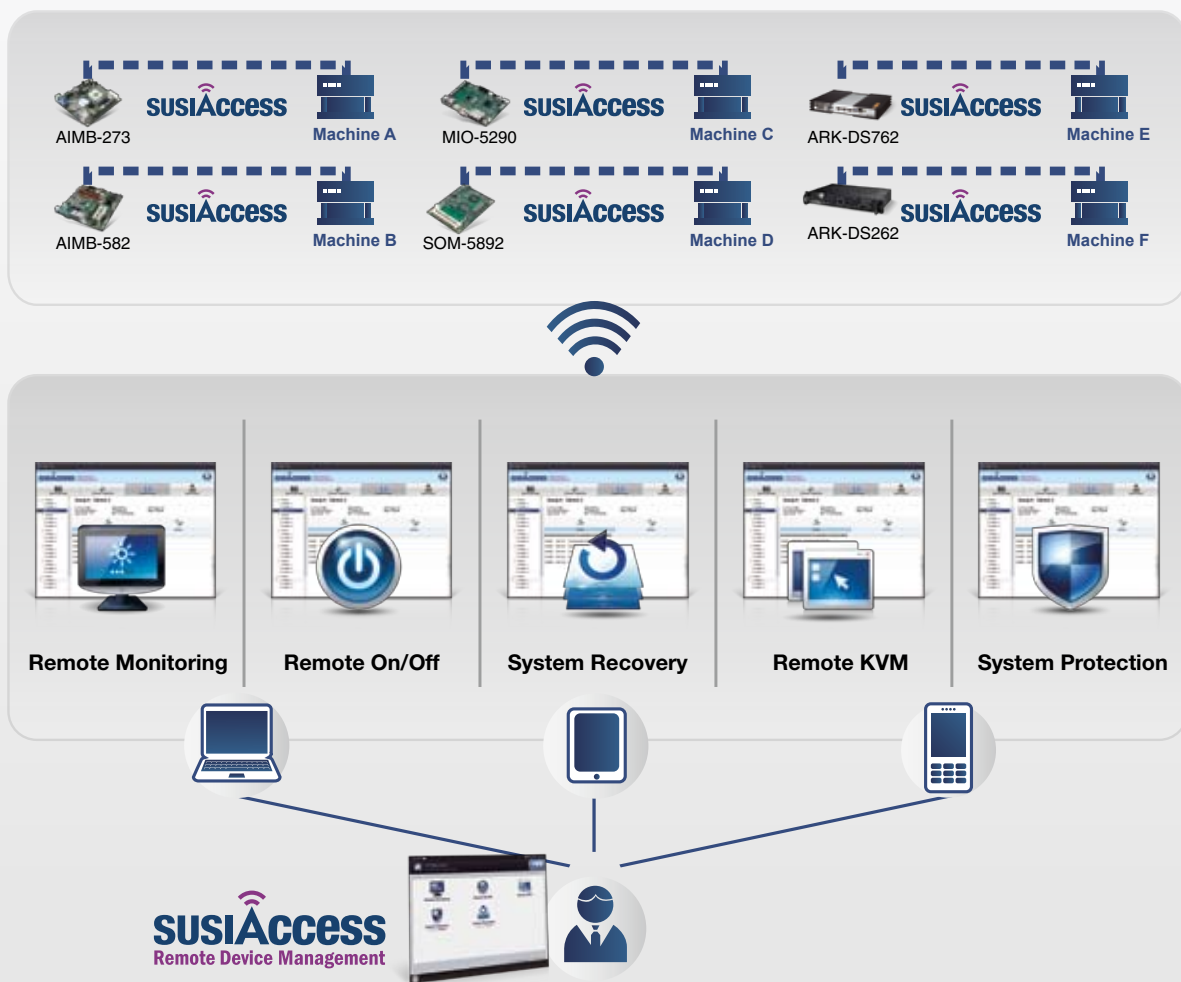 SUSIAccess
SUSIAccess
SUSIAccess
AIMB-273
Machine A
MIO-5290
Machine C
ARK-DS762
Machine E
SUSIAccess
SUSIAccess
SUSIAccess
AIMB-582
Machine B
SOM-5892
Machine D
ARK-DS262
Machine F
Remote Monitoring
Remote On/Off
System Recovery
Remote KVM
System Protection
SUSIAccess
Remote Device Management